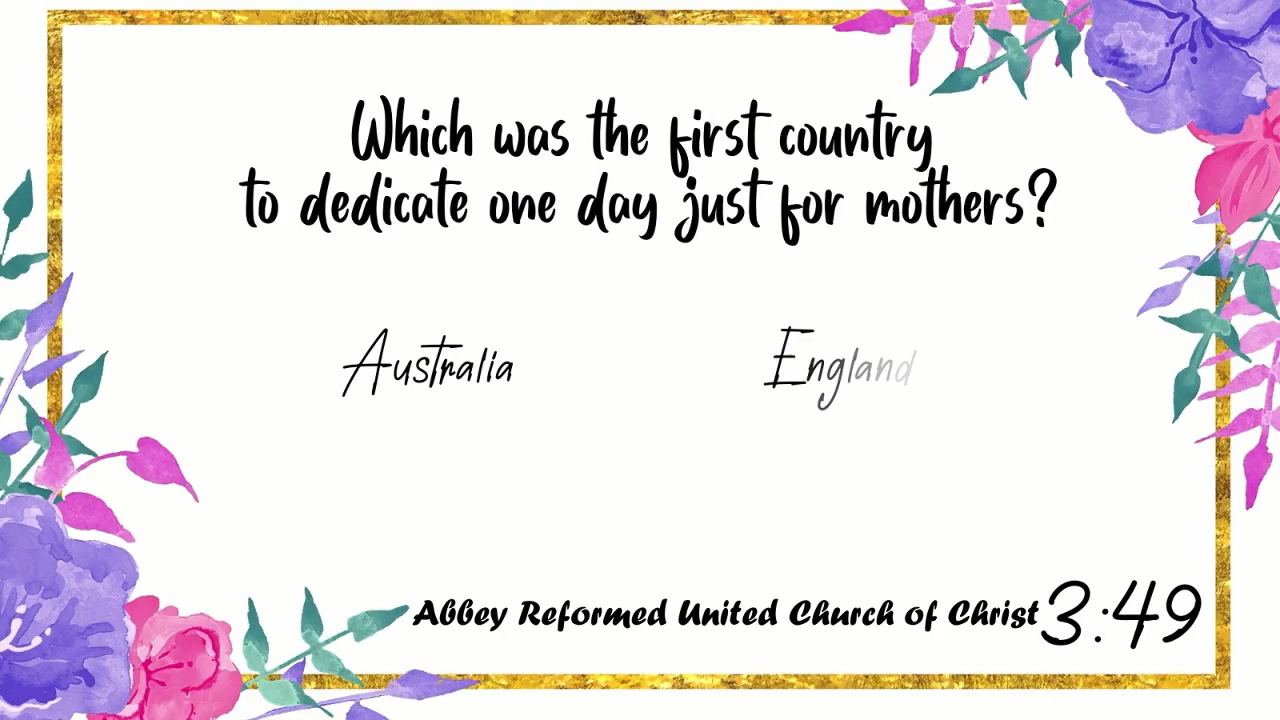 Which was the first country
to dedicate one day just for mothers?
Australia
England
Abbey Reformed United Church of Christ
3:49